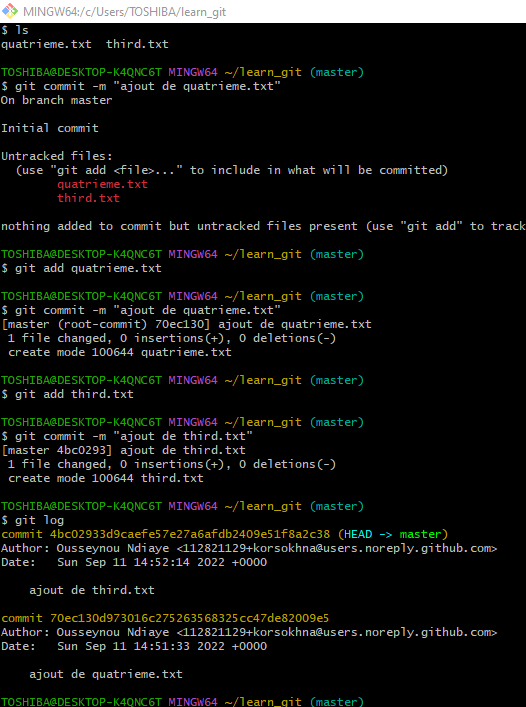 MINGW64:/c/Users/TOSHIBA/learn_git
$ ls
quatrieme.txt  third.txt
TOSHIBA@DESKTOP-K4QNC6T MINGW64 ~/learn_git (master)
$ git commit -m "ajout de quatrieme.txt"
On branch master
Initial commit
Untracked files:
  (use "git add <file>..." to include in what will be committed)
        quatrieme.txt
        third.txt
nothing added to commit but untracked files present (use "git add" to track
TOSHIBA@DESKTOP-K4QNC6T MINGW64 ~/learn_git (master)
$ git add quatrieme.txt
TOSHIBA@DESKTOP-K4QNC6T MINGW64 ~/learn_git (master)
$ git commit -m "ajout de quatrieme.txt"
[master (root-commit) 70ec130] ajout de quatrieme.txt
 1 file changed, 0 insertions(+), 0 deletions(-)
 create mode 100644 quatrieme.txt
TOSHIBA@DESKTOP-K4QNC6T MINGW64 ~/learn_git (master)
$ git add third.txt
TOSHIBA@DESKTOP-K4QNC6T MINGW64 ~/learn_git (master)
$ git commit -m "ajout de third.txt"
[master 4bc0293] ajout de third.txt
 1 file changed, 0 insertions(+), 0 deletions(-)
 create mode 100644 third.txt
TOSHIBA@DESKTOP-K4QNC6T MINGW64 ~/learn_git (master)
$ git log
commit 4bc02933d9caefe57e27a6afdb2409e51f8a2c38 (HEAD -> master)
Author: Ousseynou Ndiaye <112821129+korsokhna@users.noreply.github.com>
Date:   Sun Sep 11 14:52:14 2022 +0000
    ajout de third.txt
commit 70ec130d973016c275263568325cc47de82009e5
Author: Ousseynou Ndiaye <112821129+korsokhna@users.noreply.github.com>
Date:   Sun Sep 11 14:51:33 2022 +0000
    ajout de quatrieme.txt
TOSHIBA@DESKTOP-K4QNC6T MINGW64 ~/learn_git (master)